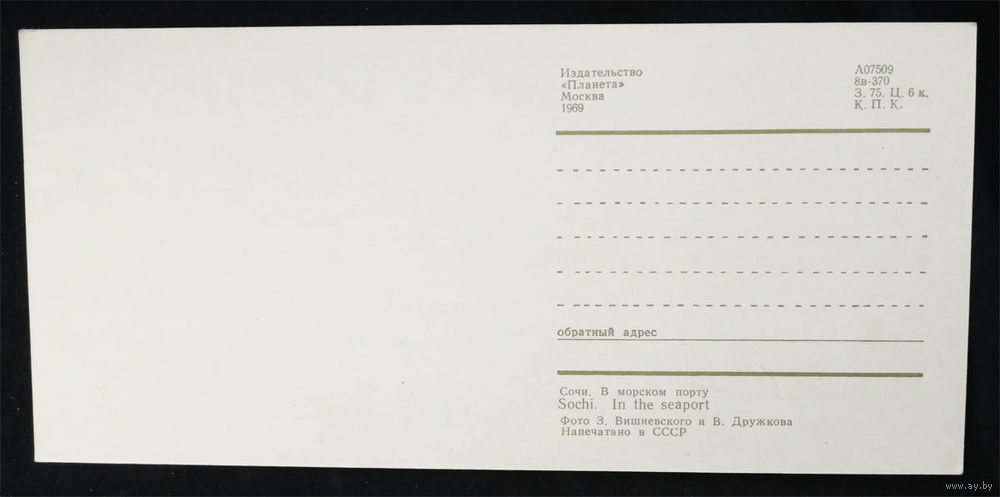 Издательство
«Планета»
Москва
1969
А07509
8в-370
З. 75. Ц. 6 к.
К. П. К.
обратный адрес
Сочи. В морском порту
Sochi. In the seaport
Фото З. Вишневского и В. Дружкова
Напечатано в СССР
www.ay.by